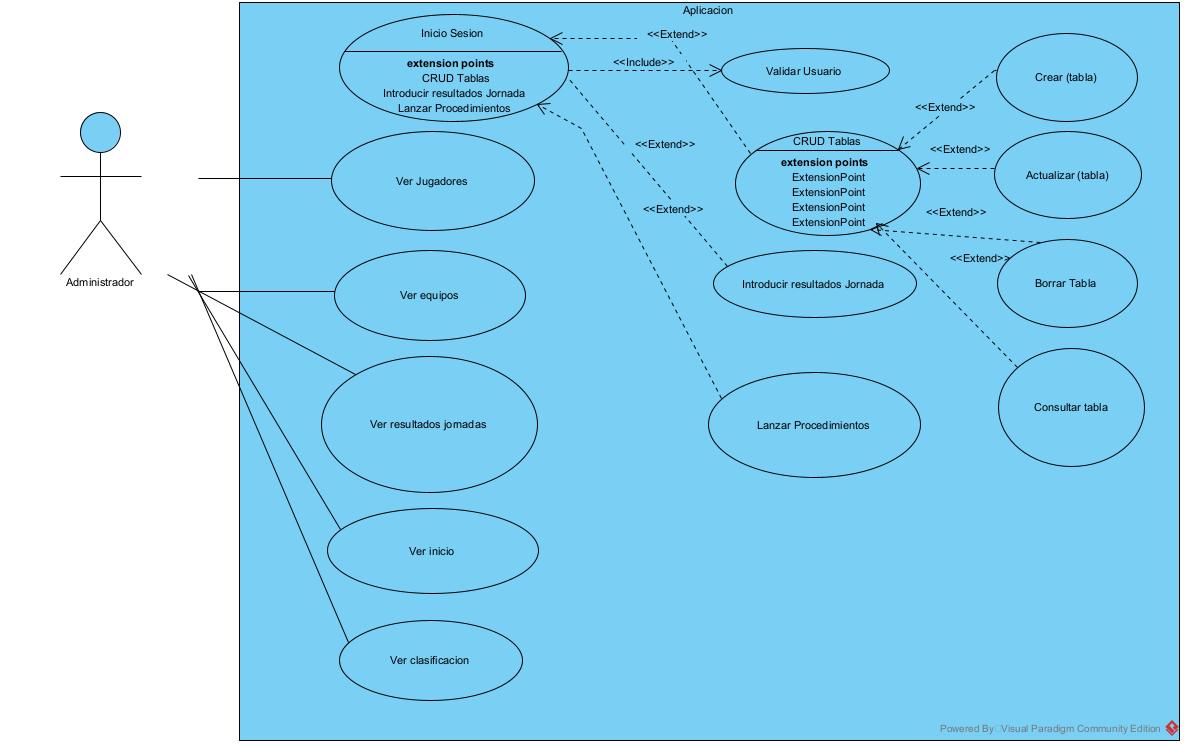 Aplicacion
Inicio Sesion
extension points
CRUD Tablas
Introducir resultados Jornada
Lanzar Procedimientos
<<Extend>>
<<Include>>
Validar Usuario
Crear (tabla)
<<Extend>>
CRUD Tablas
extension points
ExtensionPoint
ExtensionPoint
ExtensionPoint
ExtensionPoint
<<Extend>>
<<Extend>>
Actualizar (tabla)
Ver Jugadores
<<Extend>>
<<Extend>>
<<Extend>>
Administrador
Ver equipos
Introducir resultados Jornada
Borrar Tabla
Ver resultados jornadas
Lanzar Procedimientos
Consultar tabla
Ver inicio
Ver clasificacion
Powered By Visual Paradigm Community Edition